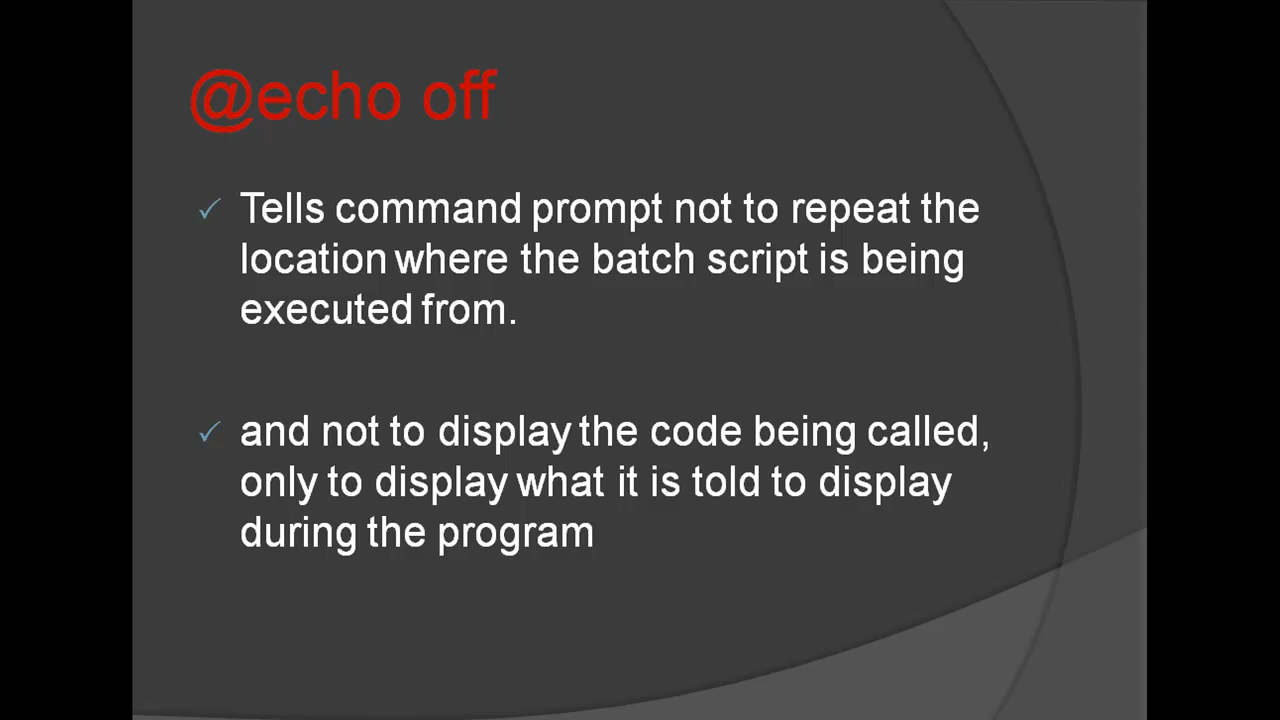 @echo off
Tells command prompt not to repeat the
location where the batch script is being
executed from.
and not to display the code being called,
only to display what it is told to display
during the program